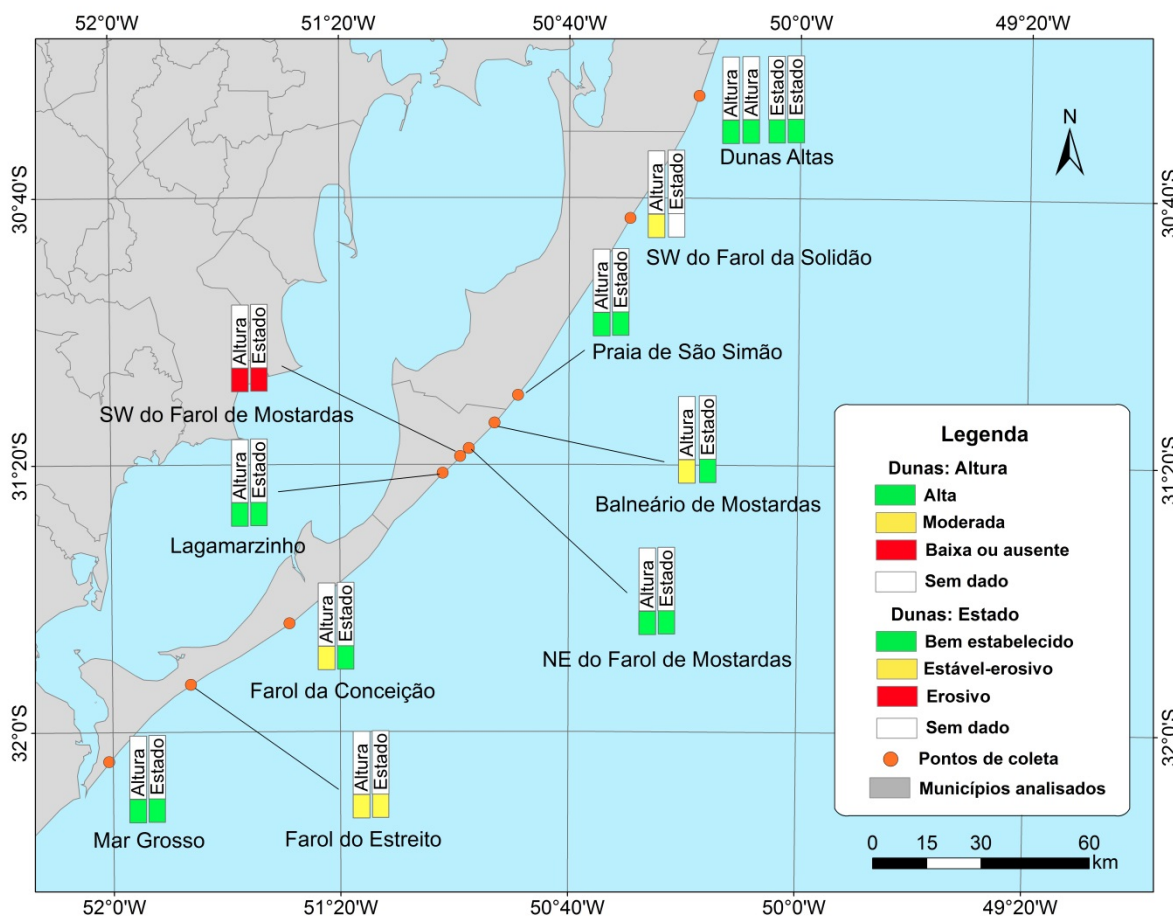 52°0'W 51°20'W 50°40'W 50°0'W 49°20'W
Altura Altura Estado Estado
Dunas Altas
N
30°40'S 30°40'S
Altura Estado
SW do Farol da Solidão
Altura Estado
Praia de São Simão
Altura Estado
SW do Farol de Mostardas
Altura Estado
Balneário de Mostardas
31°20'S 31°20'S
Altura Estado
Lagamarzinho
Altura Estado
NE do Farol de Mostardas
Altura Estado
Farol da Conceição
32°0'S 32°0'S
Altura Estado
Mar Grosso
Altura Estado
Farol do Estreito
Legenda
Dunas: Altura
Alta
Moderada
Baixa ou ausente
Sem dado
Dunas: Estado
Bem estabelecido
Estável-erosivo
Erosivo
Sem dado
Pontos de coleta
Municípios analisados
0 15 30 60
km
52°0'W 51°20'W 50°40'W 50°0'W 49°20'W